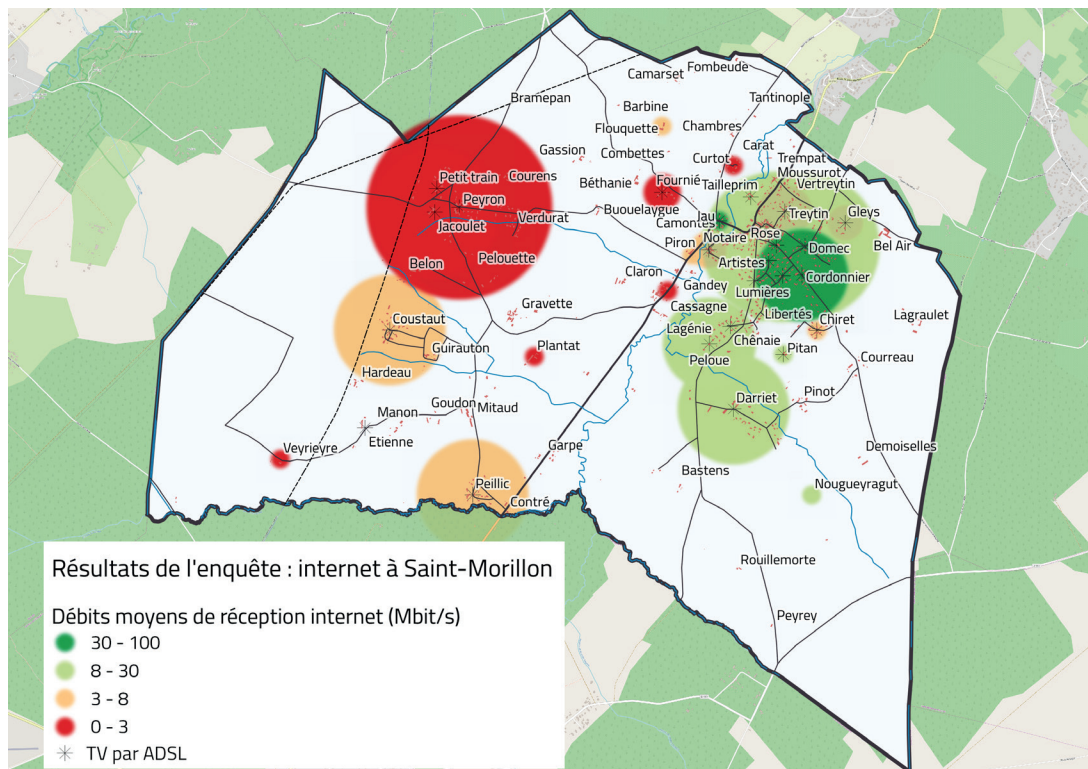 Fombeude
Camarset
Tantinople
Bramepan
Barbine
Flouquette
Chambres
Carat
Gassion
Combettes
Curtot
Trempat
Moussurot
Petit train
Courens
Béthanie
Fournié
Tailleprim
Vertreytin
Peyron
Buouelaygue
Jau
Treytin
Gleys
Verdurat
Camontes
Rose
Jacoulet
Piron
Notaire
Domec
Bel Air
Belon
Pelouette
Artistes
Claron
Cordonnier
Gandey
Lumières
Gravette
Cassagne
Libertés
Coustaut
Lagénie
Chiret
Lagraulet
Guirauton
Plantat
Chênaie
Pitan
Peloue
Courreau
Hardeau
Manon
Goudon
Mitaud
Darriet
Pinot
Etienne
Veyrieyre
Garpe
Demoiselles
Bastens
Peillic
Nougueyragut
Contré
Rouillemorte
Peyrey
Résultats de l'enquête : internet à Saint-Morillon
Débits moyens de réception internet (Mbit/s)
30 - 100
8 - 30
3 - 8
0 - 3
TV par ADSL